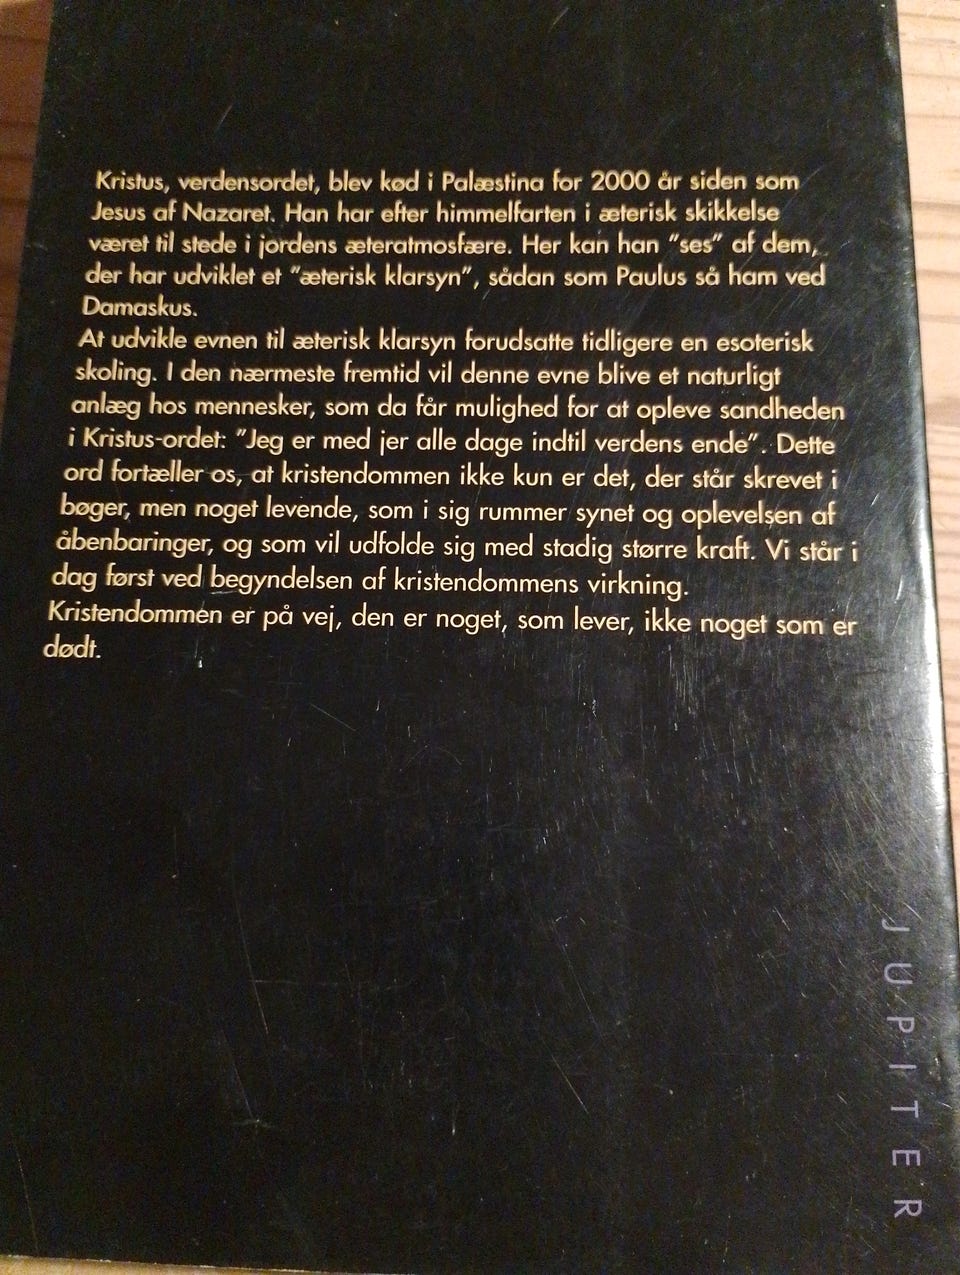 Kristus, verdensordet, blev kød i Palæstina for 2000 år siden som
Jesus af Nazaret. Han har efter himmelfarten i æterisk skikkelse
været til stede i jordens æteratmosfære. Her kan han "ses" af dem,
der har udviklet et "æterisk klarsyn", sådan som Paulus så ham ved
Damaskus.
At udvikle evnen til æterisk klarsyn forudsatte tidligere en esoterisk
skoling. I den nærmeste fremtid vil denne evne blive et naturligt
anlæg hos mennesker, som da får mulighed for at opleve sandheden
i Kristus-ordet: "Jeg er med jer alle dage indtil verdens ende". Dette
ord fortæller os, at kristendommen ikke kun er det, der står skrevet i
bøger, men noget levende, som i sig rummer synet og oplevelsen af
åbenbaringer, og som vil udfolde sig med stadig større kraft. Vi står i
dag først ved begyndelsen af kristendommens virkning.
Kristendommen er på vej, den er noget, som lever, ikke noget som er
dødt.
JUPITER